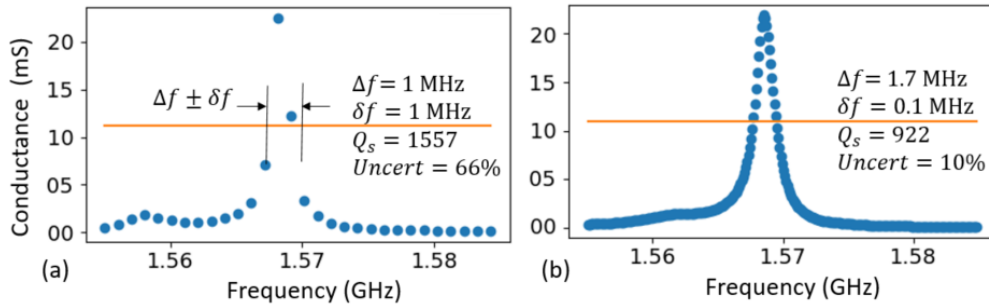 Conductance (mS)
20
15
10
05
00
Δf ± δf
Δf = 1 MHz
δf = 1 MHz
Q_s = 1557
Uncert = 66%
1.56
1.57
1.58
(a)
Frequency (GHz)
20
15
10
05
00
Δf = 1.7 MHz
δf = 0.1 MHz
Q_s = 922
Uncert = 10%
1.56
1.57
1.58
(b)
Frequency (GHz)